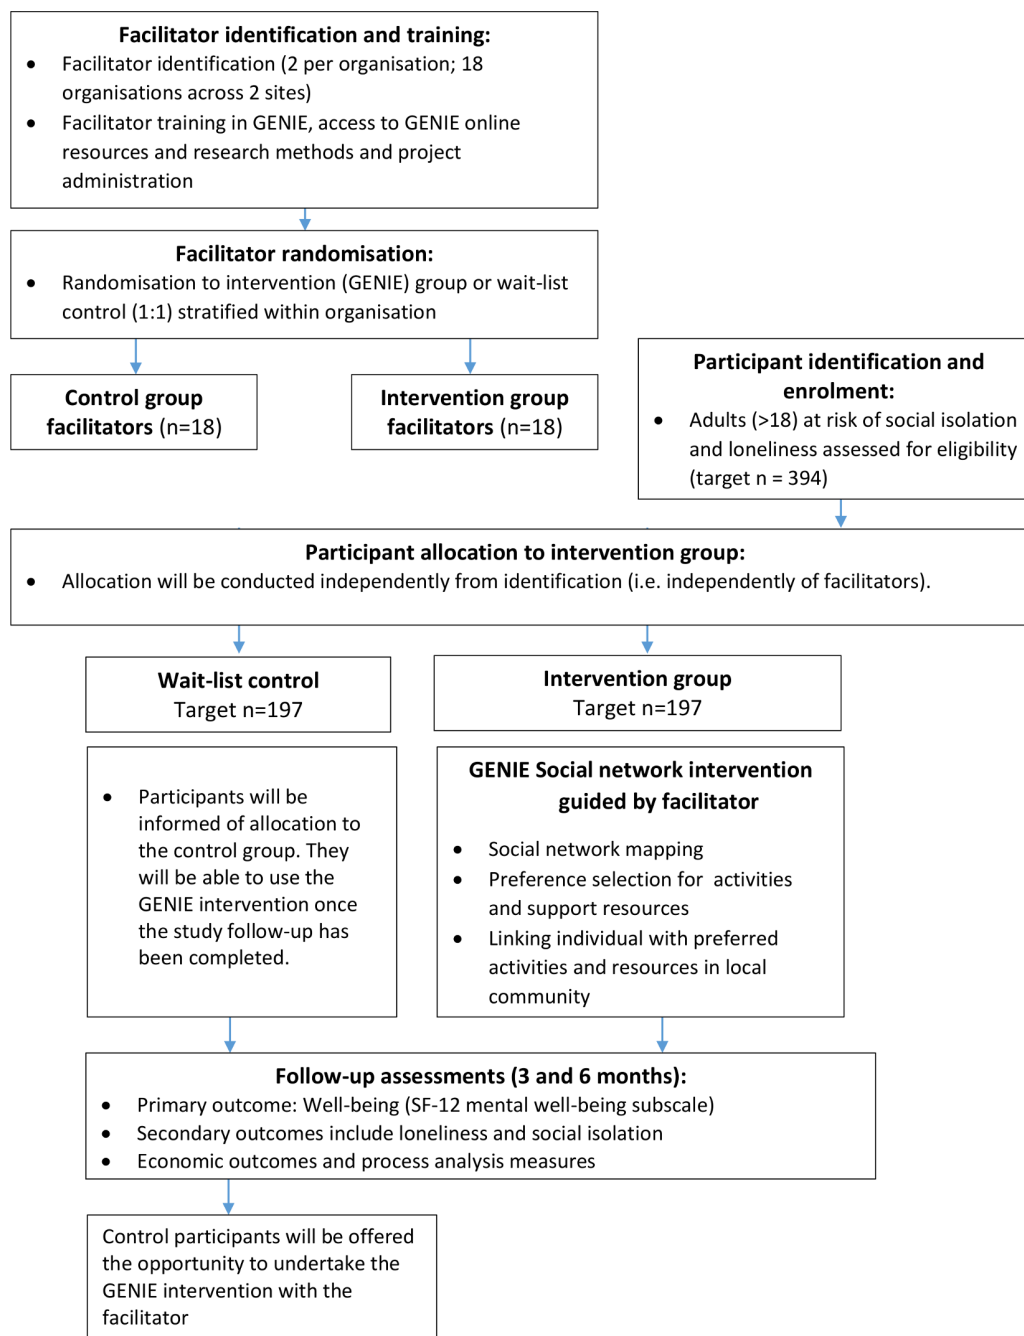 Facilitator identification and training:
• Facilitator identification (2 per organisation; 18
organisations across 2 sites)
• Facilitator training in GENIE, access to GENIE online
resources and research methods and project
administration
Facilitator randomisation:
• Randomisation to intervention (GENIE) group or wait-list
control (1:1) stratified within organisation
Control group
facilitators (n=18)
Intervention group
facilitators (n=18)
Participant identification and
enrolment:
• Adults (>18) at risk of social isolation
and loneliness assessed for eligibility
(target n = 394)
Participant allocation to intervention group:
• Allocation will be conducted independently from identification (i.e. independently of facilitators).
Wait-list control
Target n=197
Intervention group
Target n=197
• Participants will be
informed of allocation to
the control group. They
will be able to use the
GENIE intervention once
the study follow-up has
been completed.
GENIE Social network intervention
guided by facilitator
• Social network mapping
• Preference selection for activities
and support resources
• Linking individual with preferred
activities and resources in local
community
Follow-up assessments (3 and 6 months):
• Primary outcome: Well-being (SF-12 mental well-being subscale)
• Secondary outcomes include loneliness and social isolation
• Economic outcomes and process analysis measures
Control participants will be offered
the opportunity to undertake the
GENIE intervention with the
facilitator